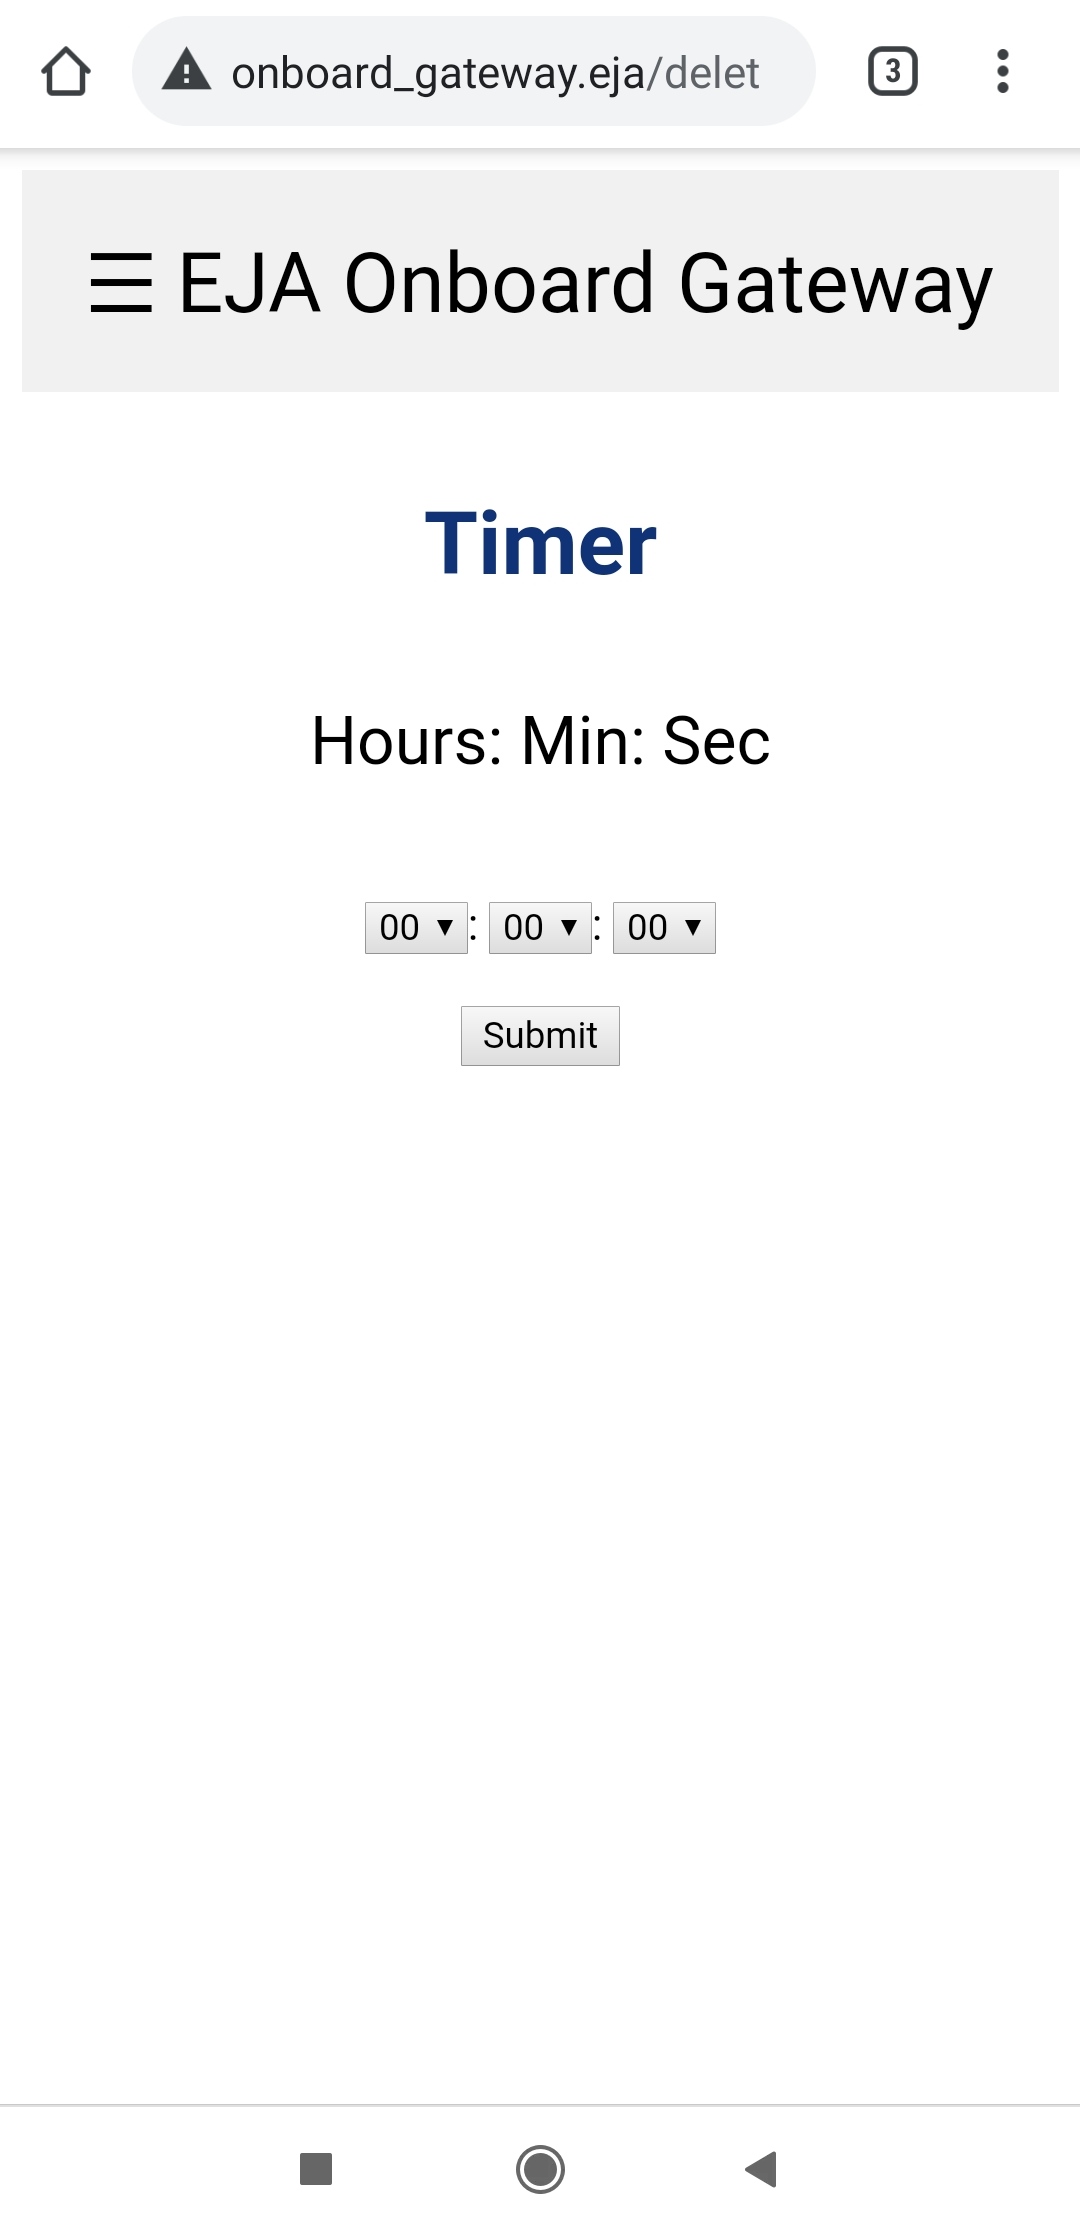 onboard_gateway.eja/delet
3
☰ EJA Onboard Gateway
Timer
Hours: Min: Sec
00 : 00 : 00
Submit